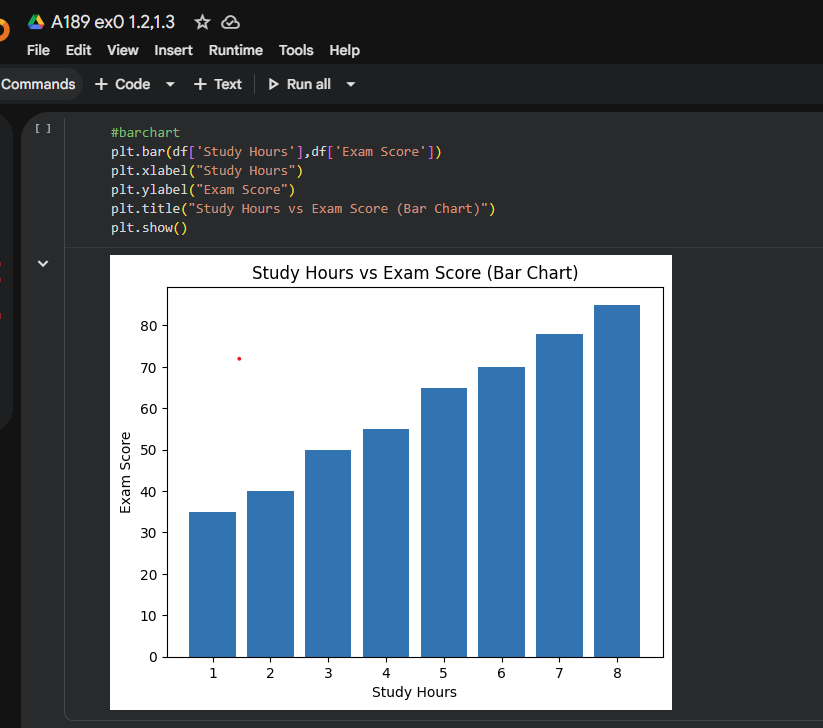 A189 ex0 1.2,1.3
File Edit View Insert Runtime Tools Help
Commands + Code + Text Run all
[ ]
#barchart
plt.bar(df['Study Hours'],df['Exam Score'])
plt.xlabel("Study Hours")
plt.ylabel("Exam Score")
plt.title("Study Hours vs Exam Score (Bar Chart)")
plt.show()
Study Hours vs Exam Score (Bar Chart)
80
70
60
50
40
30
20
10
0
Exam Score
1 2 3 4 5 6 7 8
Study Hours